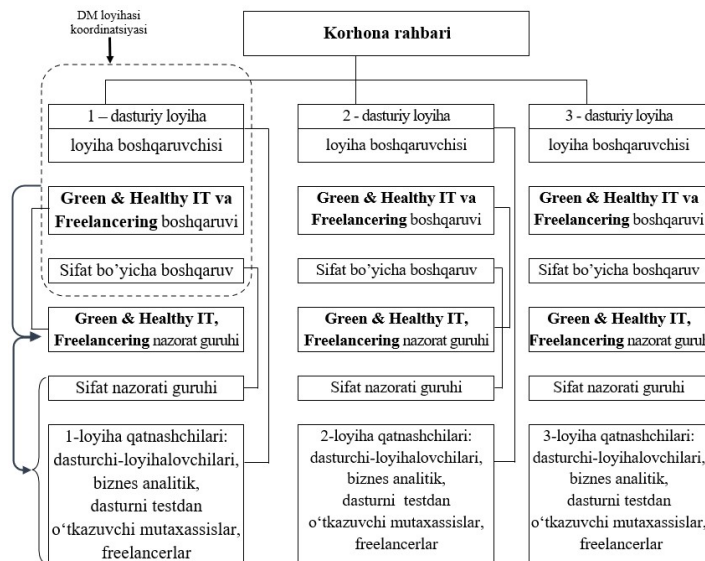 DM loyihasi
koordinatsiyasi
Korhona rahbari
1 – dasturiy loyiha
loyiha boshqaruvchisi
Green & Healthy IT va
Freelancering boshqaruvi
Sifat bo’yicha boshqaruv
Green & Healthy IT,
Freelancering nazorat guruhi
Sifat nazorati guruhi
1-loyiha qatnashchilari:
dasturchi-loyihalovchilari,
biznes analitik,
dasturni testdan
o‘tkazuvchi mutaxassislar,
freelancerlar
2 - dasturiy loyiha
loyiha boshqaruvchisi
Green & Healthy IT va
Freelancering boshqaruvi
Sifat bo’yicha boshqaruv
Green & Healthy IT,
Freelancering nazorat guruhi
Sifat nazorati guruhi
2-loyiha qatnashchilari:
dasturchi-loyihalovchilari,
biznes analitik,
dasturni testdan
o‘tkazuvchi mutaxassislar,
freelancerlar
3 - dasturiy loyiha
loyiha boshqaruvchisi
Green & Healthy IT va
Freelancering boshqaruvi
Sifat bo’yicha boshqaruv
Green & Healthy IT,
Freelancering nazorat guruhi
Sifat nazorati guruhi
3-loyiha qatnashchilari:
dasturchi-loyihalovchilari,
biznes analitik,
dasturni testdan
o‘tkazuvchi mutaxassislar,
freelancerlar